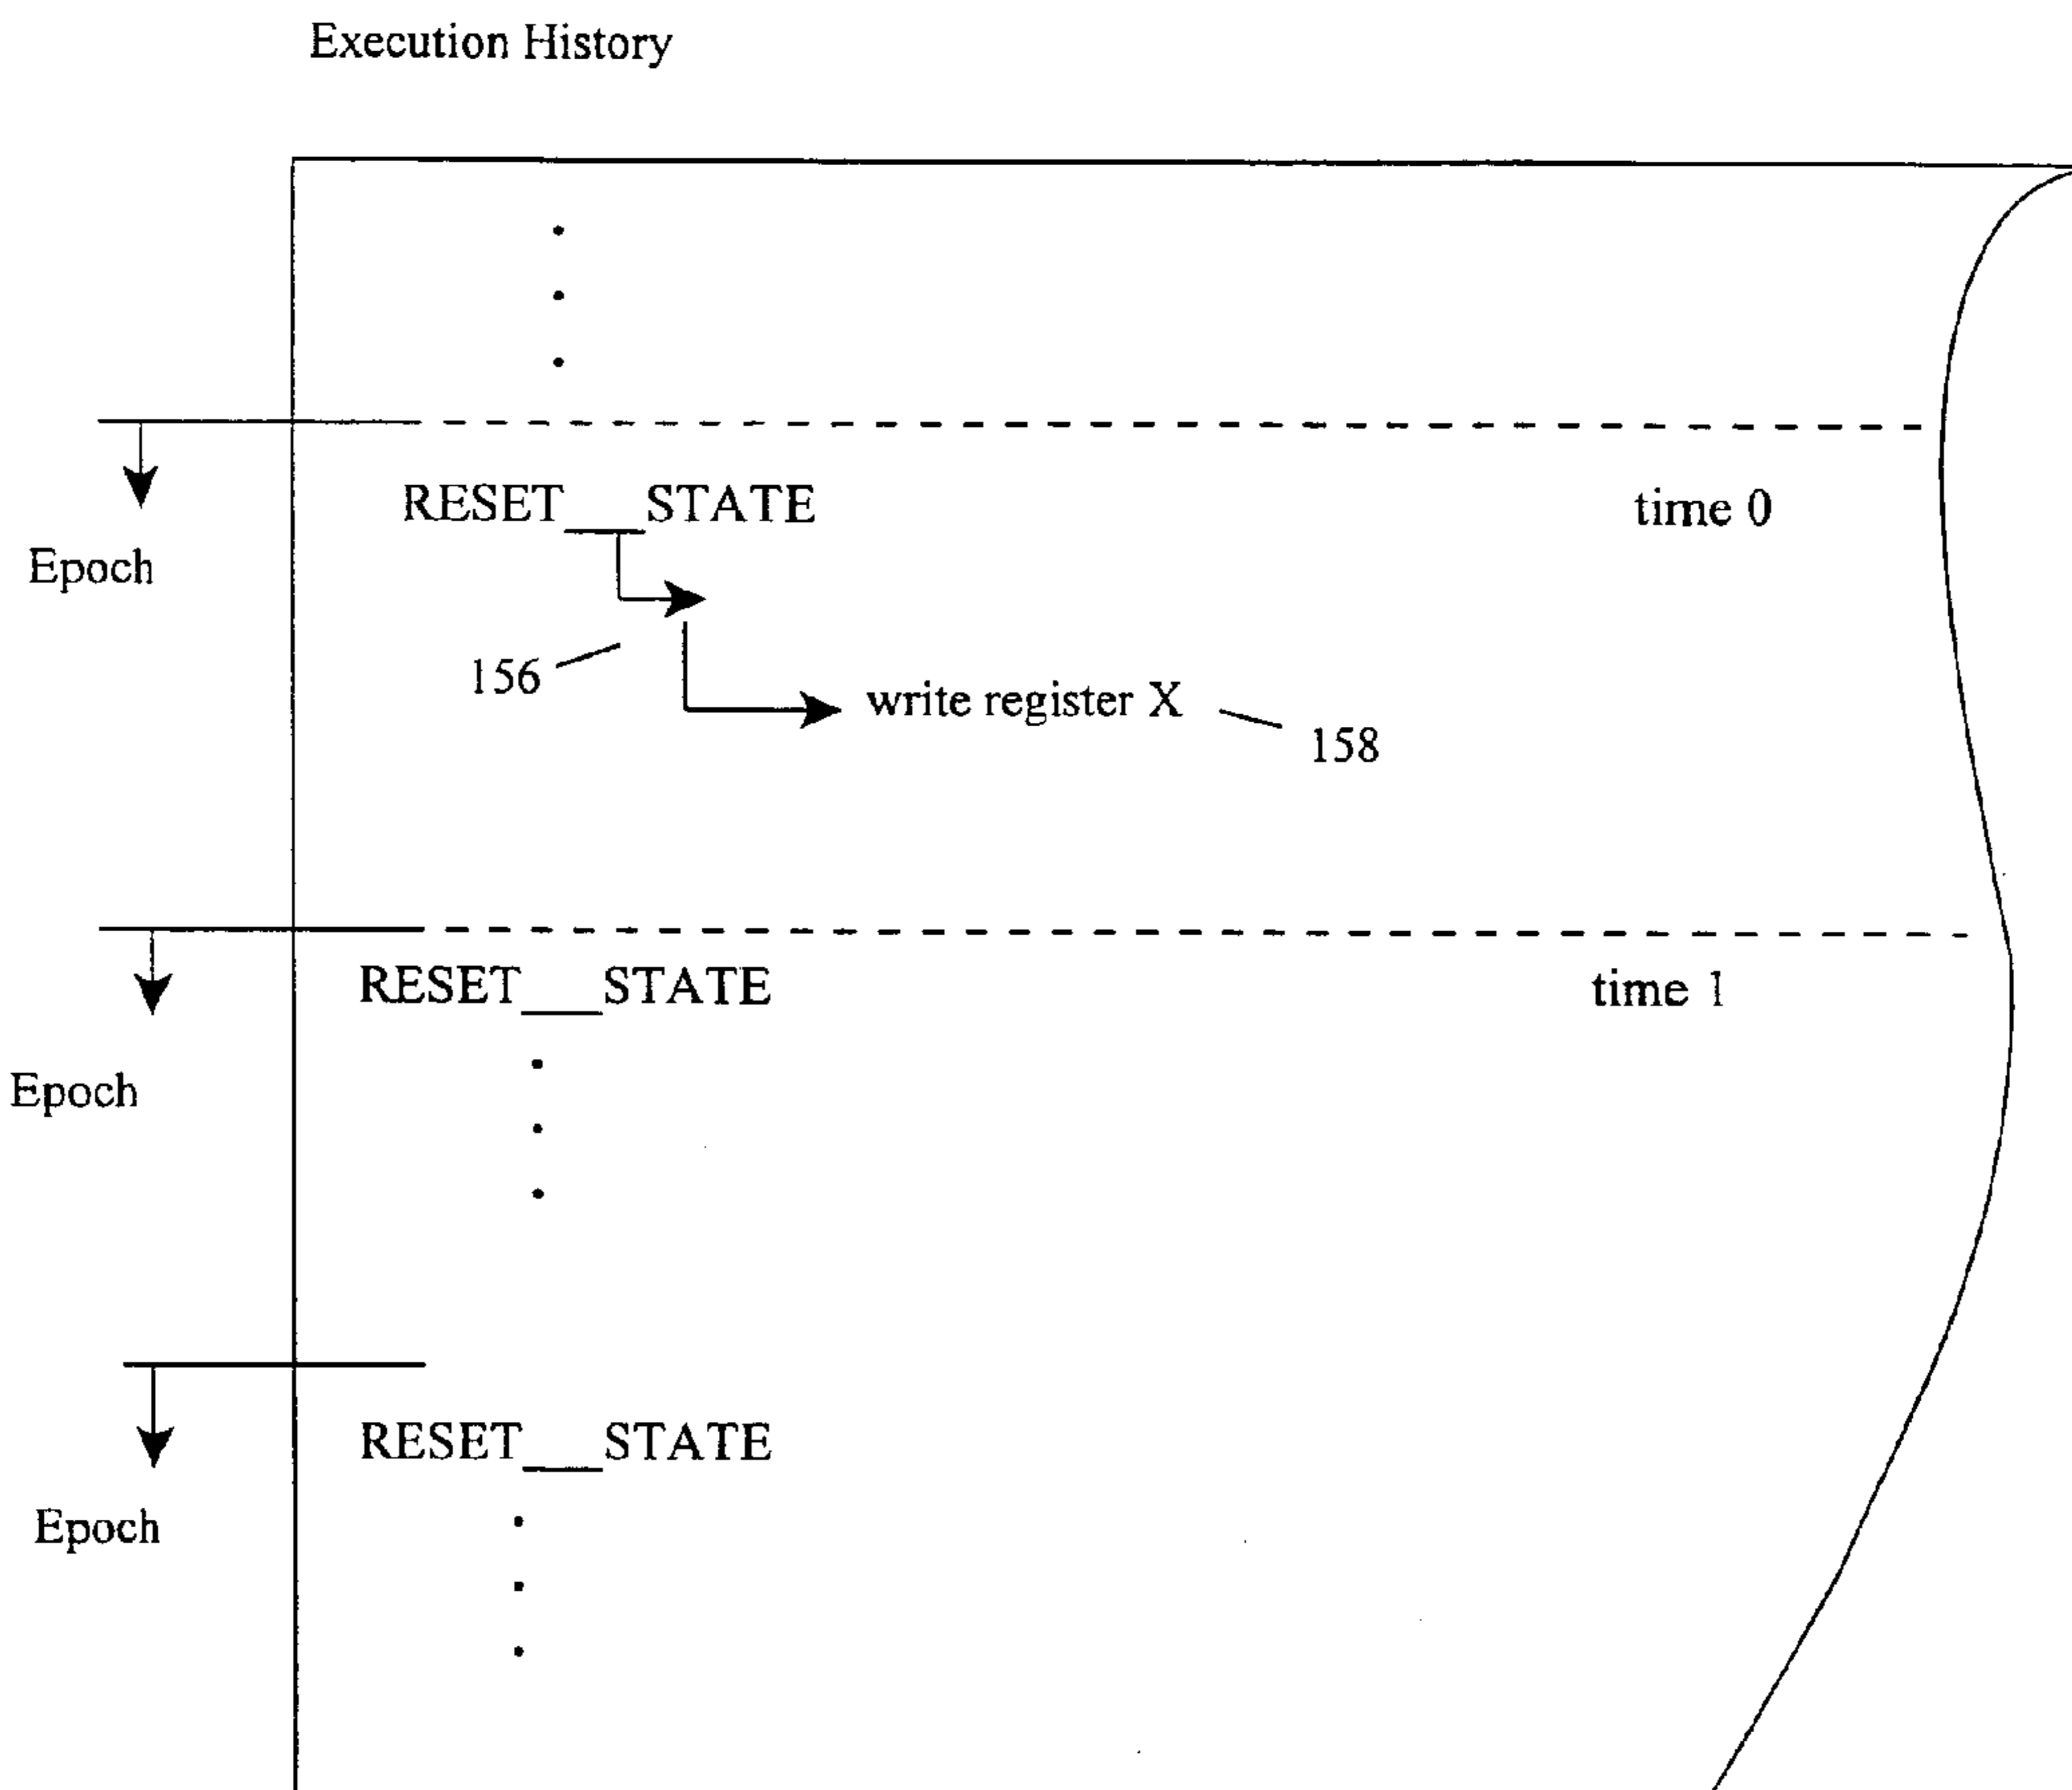 Execution History
RESET__STATE
time 0
Epoch
156
write register X
158
RESET__STATE
time 1
Epoch
RESET__STATE
Epoch